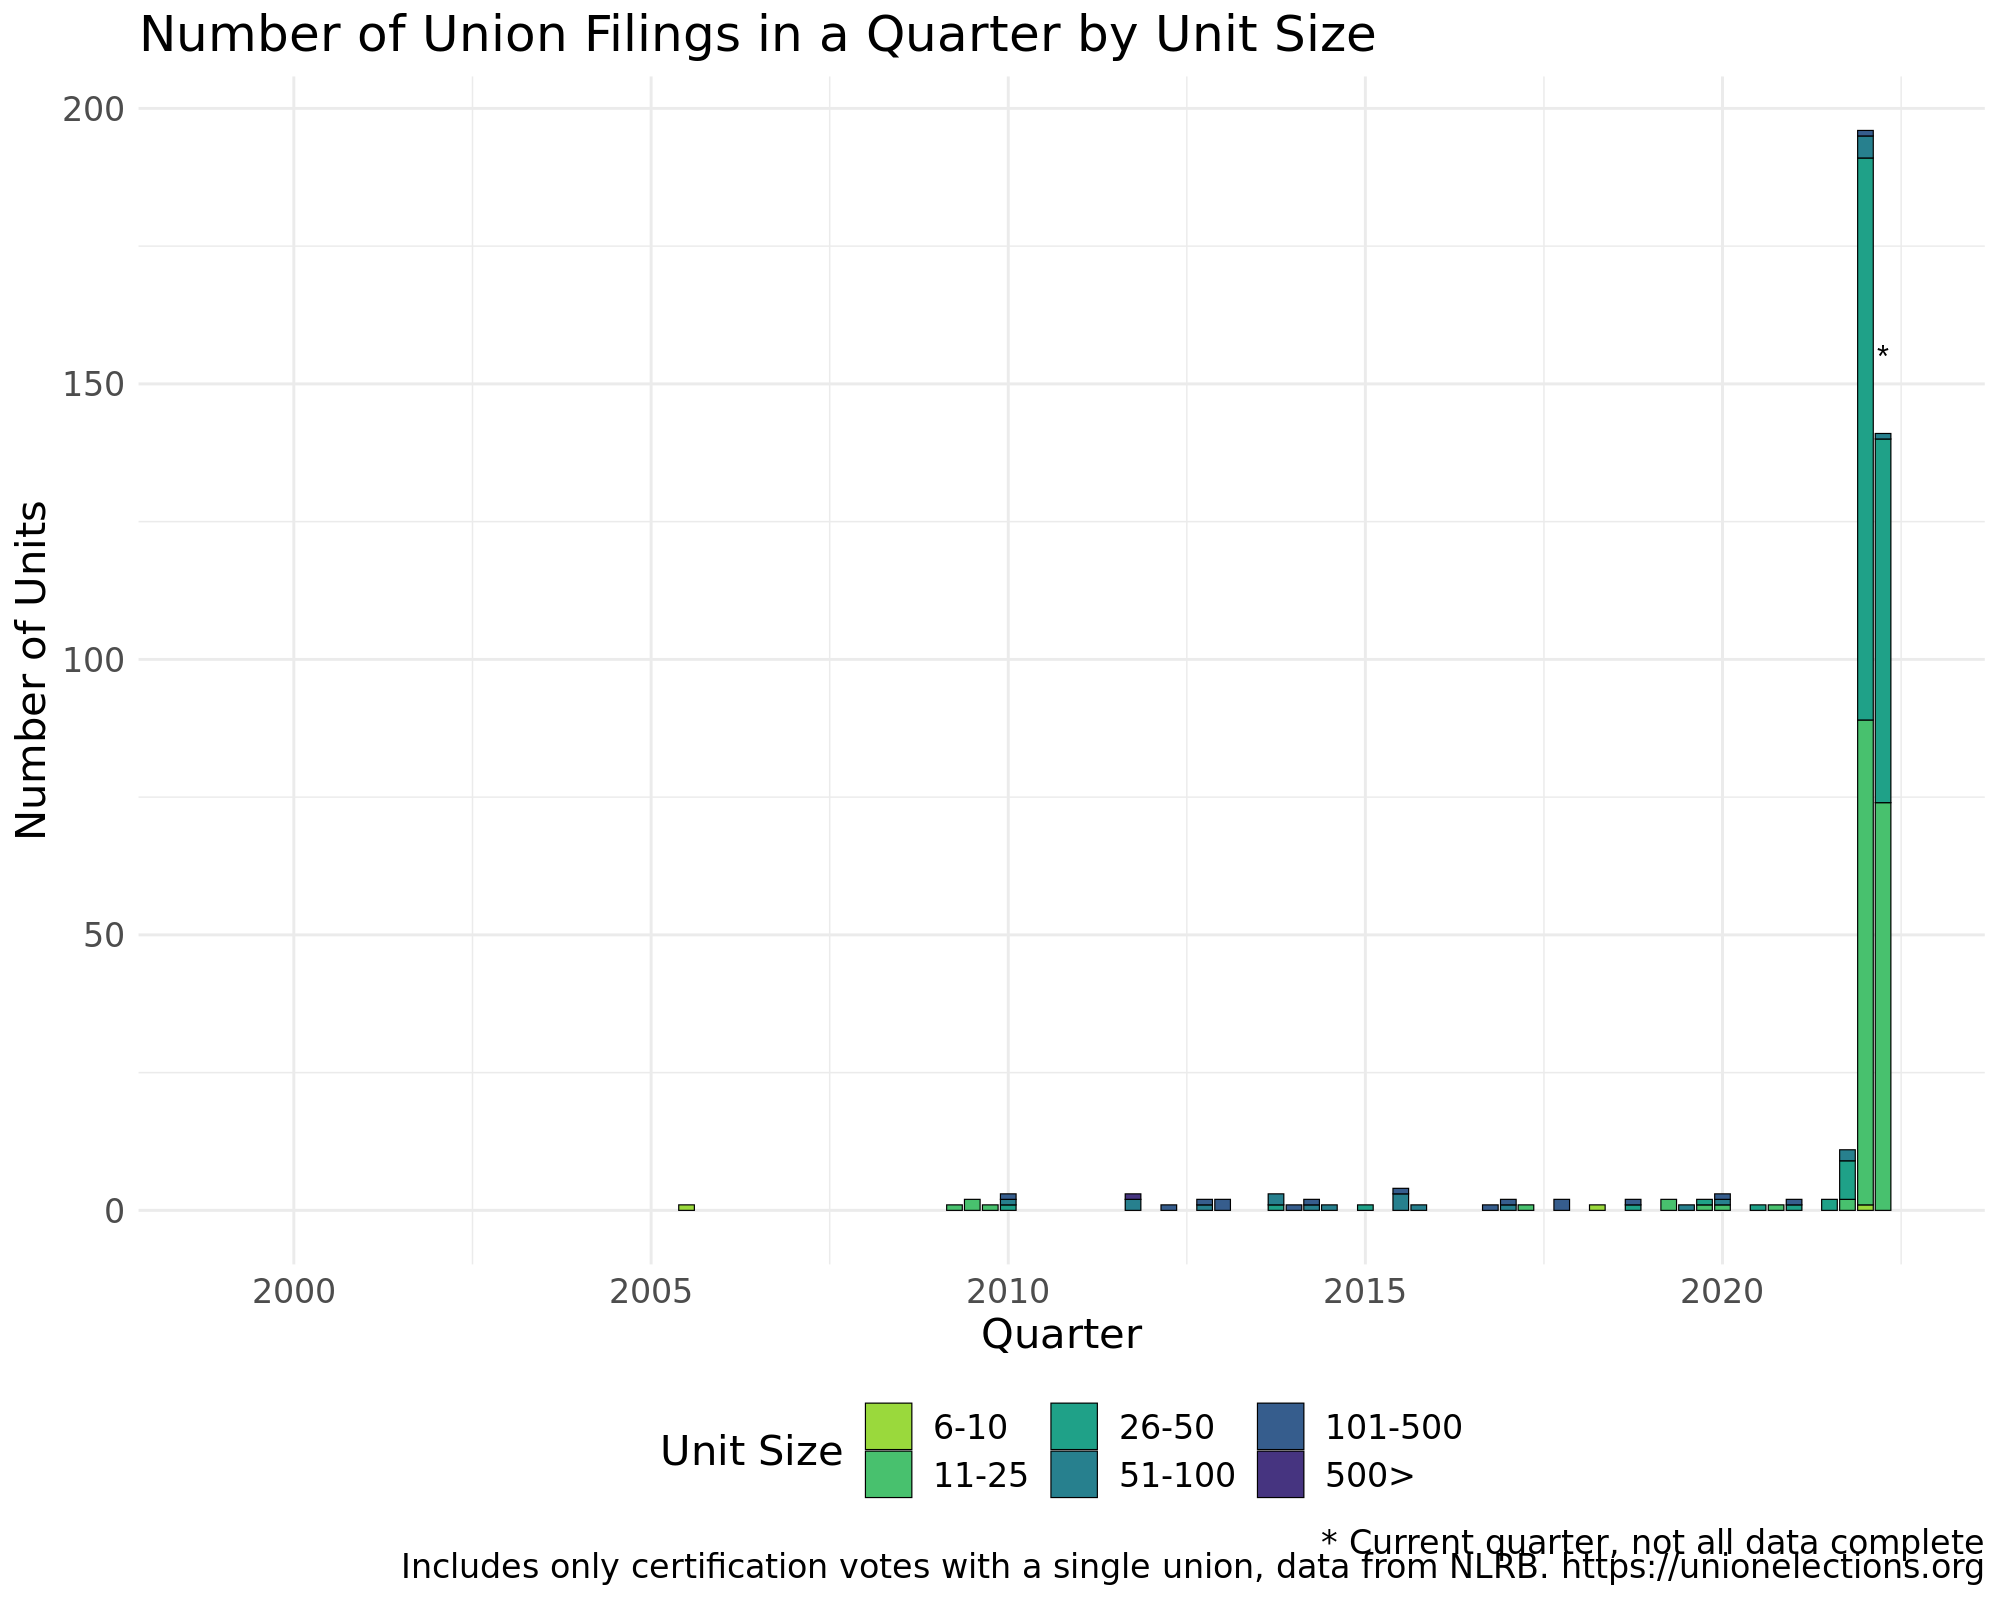 Number of Union Filings in a Quarter by Unit Size
Number of Units
200
150
100
50
0
*
2000 2005 2010 2015 2020
Quarter
Unit Size
6-10 26-50 101-500
11-25 51-100 500>
* Current quarter, not all data complete
Includes only certification votes with a single union, data from NLRB. https://unionelections.org